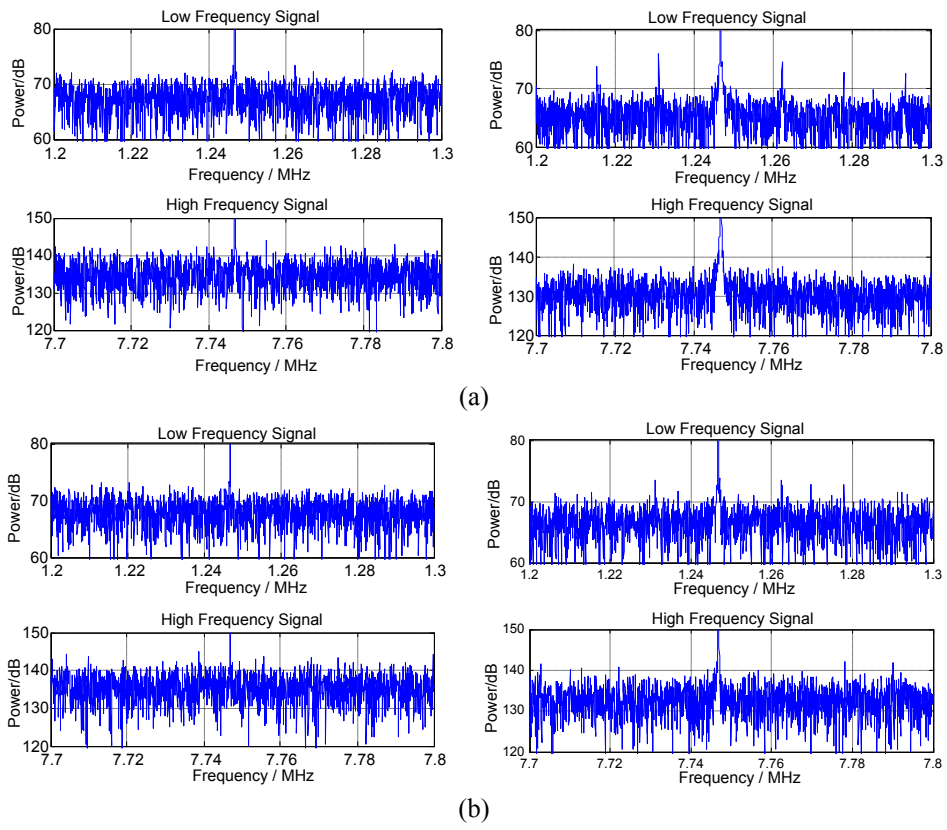 Low Frequency Signal
80
70
60
Power/dB
1.2 1.22 1.24 1.26 1.28 1.3
Frequency / MHz
High Frequency Signal
150
140
130
120
Power/dB
7.7 7.72 7.74 7.76 7.78 7.8
Frequency / MHz
Low Frequency Signal
80
70
60
Power/dB
1.2 1.22 1.24 1.26 1.28 1.3
Frequency / MHz
High Frequency Signal
150
140
130
120
Power/dB
7.7 7.72 7.74 7.76 7.78 7.8
Frequency / MHz
(a)
Low Frequency Signal
80
70
60
Power/dB
1.2 1.22 1.24 1.26 1.28 1.3
Frequency / MHz
High Frequency Signal
150
140
130
120
Power/dB
7.7 7.72 7.74 7.76 7.78 7.8
Frequency / MHz
Low Frequency Signal
80
70
60
Power/dB
1.2 1.22 1.24 1.26 1.28 1.3
Frequency / MHz
High Frequency Signal
150
140
130
120
Power/dB
7.7 7.72 7.74 7.76 7.78 7.8
Frequency / MHz
(b)